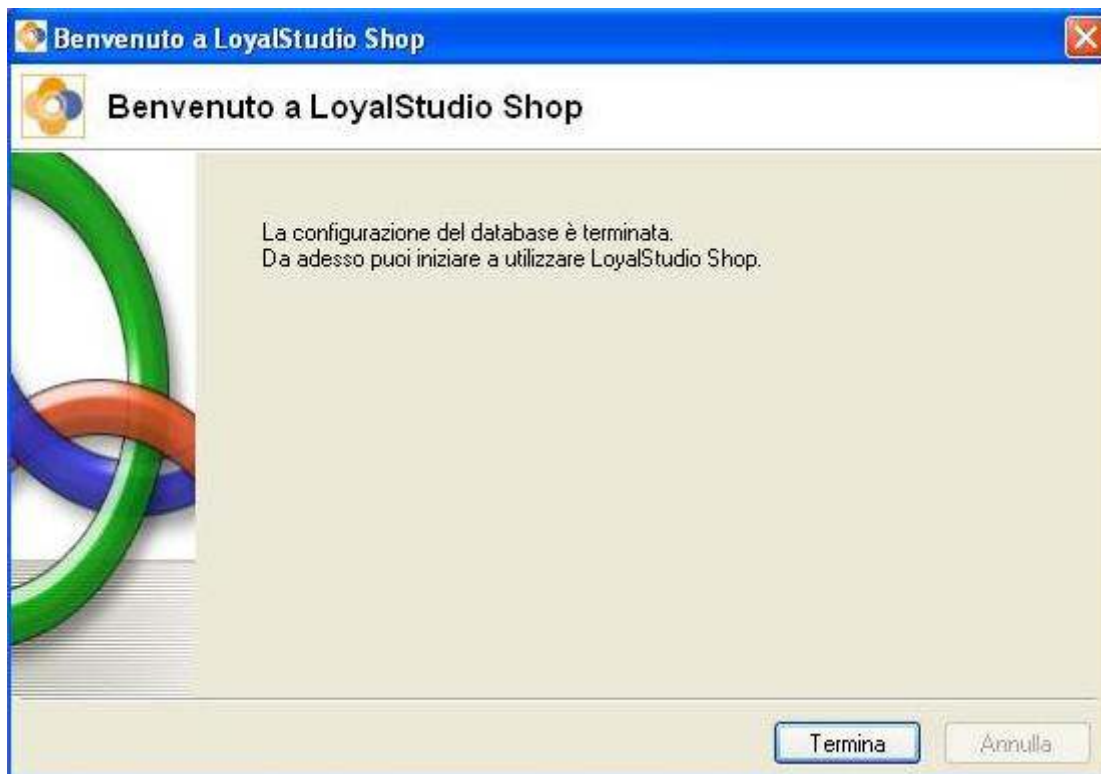 Benvenuto a LoyalStudio Shop
Benvenuto a LoyalStudio Shop
La configurazione del database è terminata.
Da adesso puoi iniziare a utilizzare LoyalStudio Shop.
Termina
Annulla